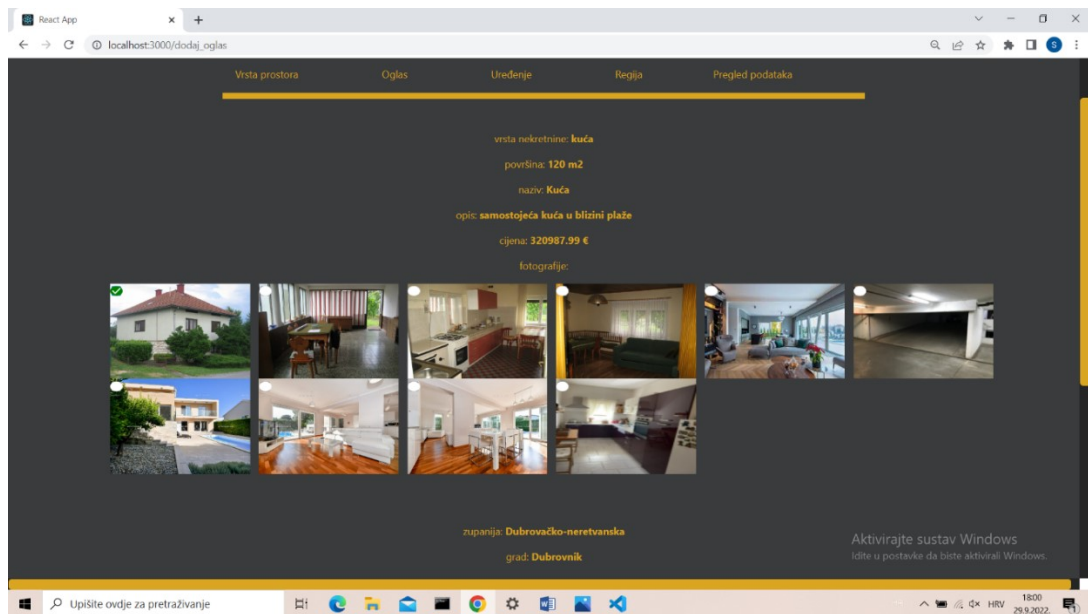 React App
localhost:3000/dodaj_oglas
S
Vrsta prostora Oglas Uređenje Regija Pregled podataka
vrsta nekretnine: kuća
površina: 120 m2
naziv: Kuća
opis: samostojeća kuća u blizini plaže
cijena: 320987.99 €
fotografije:
zupanija: Dubrovačko-neretvanska
grad: Dubrovnik
Aktivirajte sustav Windows
Idite u postavke da biste aktivirali Windows.
Upišite ovdje za pretraživanje
HRV
18:00
29.9.2022.